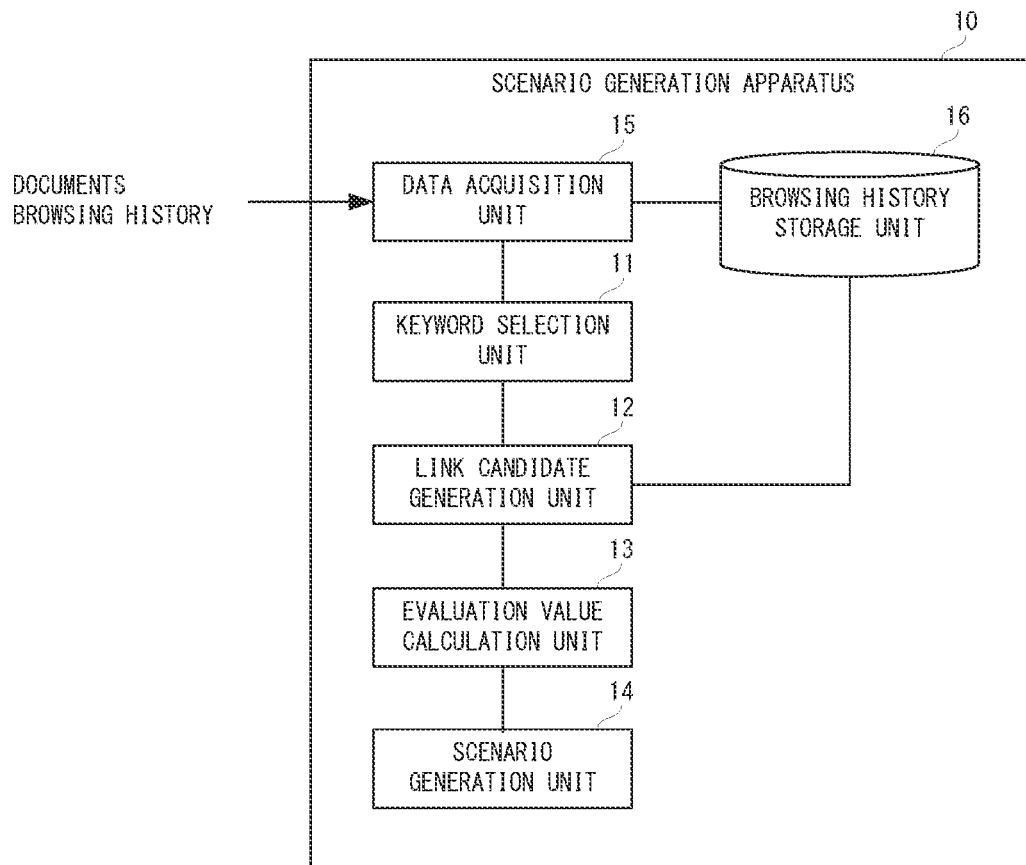 10
SCENARIO GENERATION APPARATUS
15
16
DOCUMENTS
BROWSING HISTORY
DATA ACQUISITION
UNIT
BROWSING HISTORY
STORAGE UNIT
11
KEYWORD SELECTION
UNIT
12
LINK CANDIDATE
GENERATION UNIT
13
EVALUATION VALUE
CALCULATION UNIT
14
SCENARIO
GENERATION UNIT